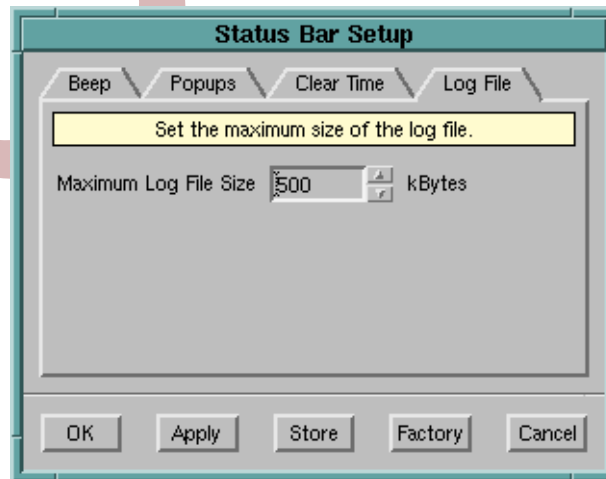 Status Bar Setup
Beep Popups Clear Time Log File
Set the maximum size of the log file.
Maximum Log File Size 500 kBytes
OK Apply Store Factory Cancel